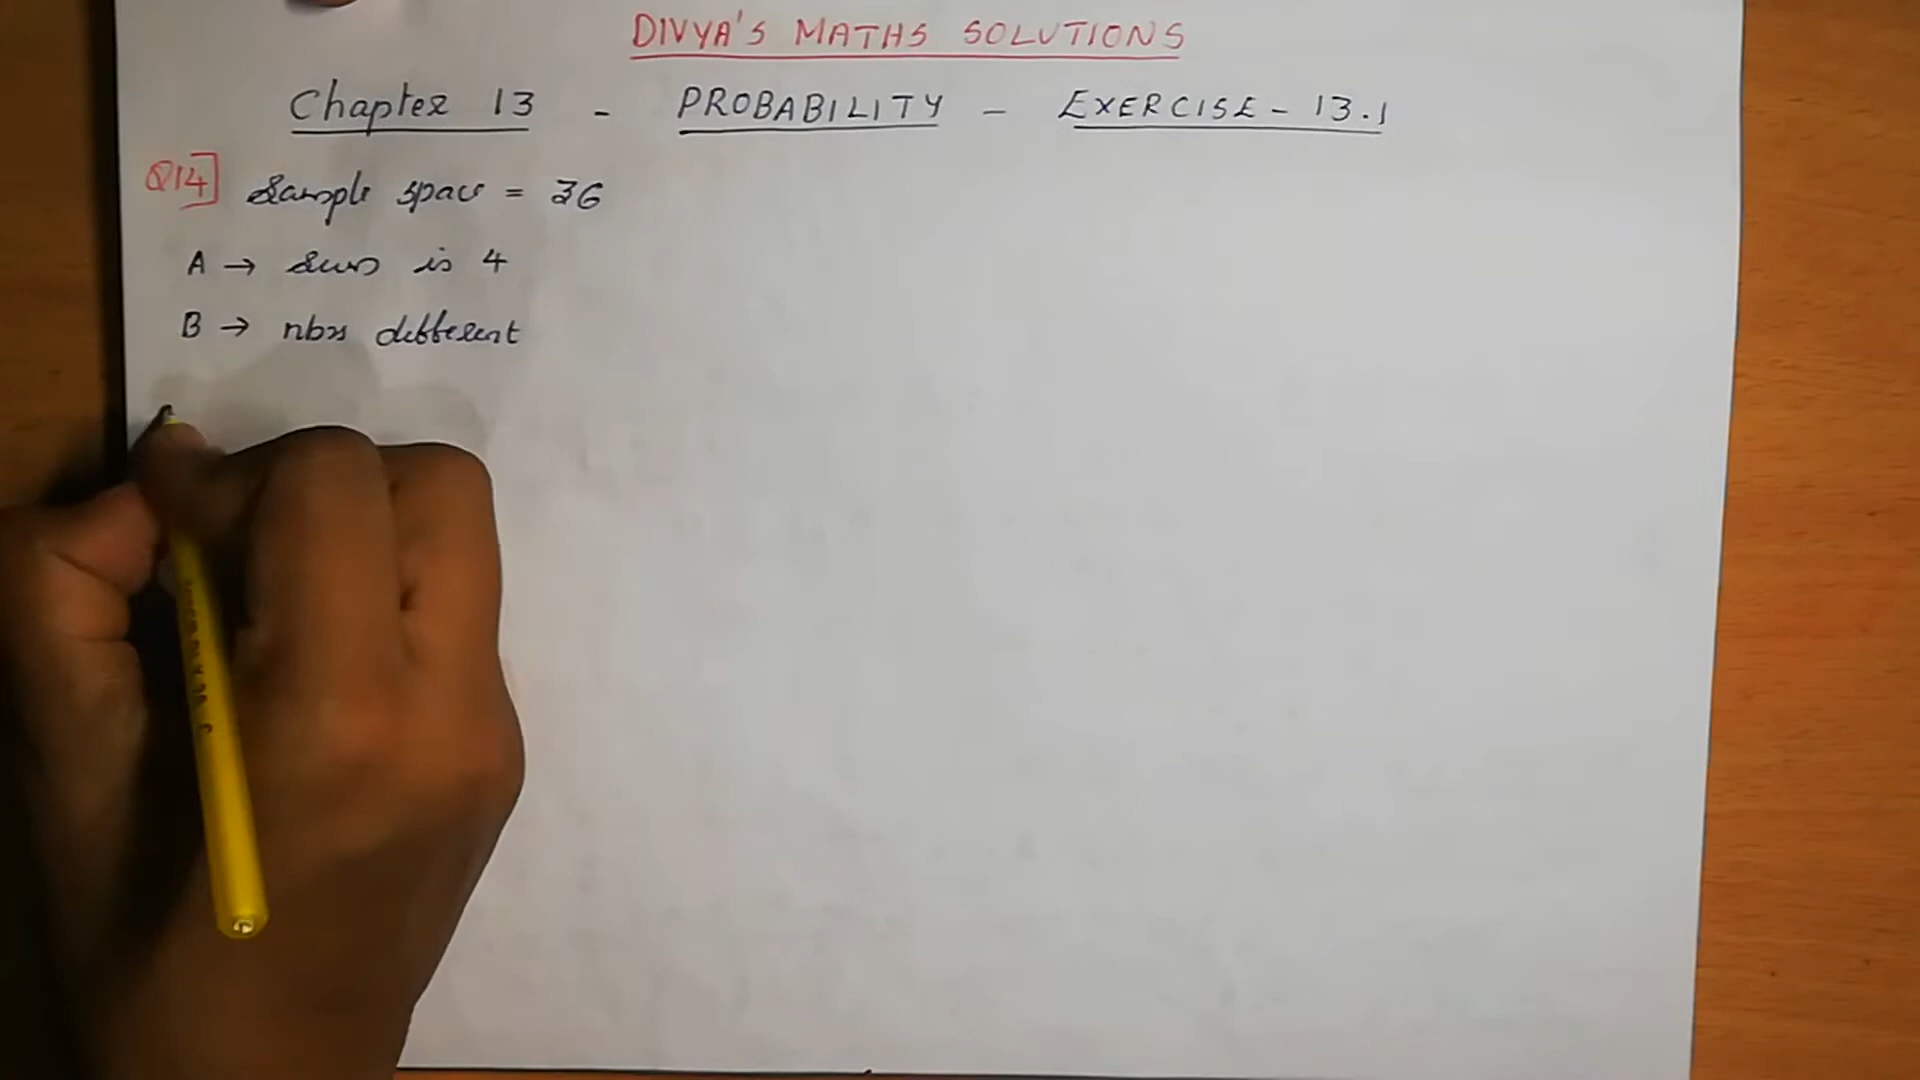 DIVYA'S MATHS SOLUTIONS
Chapter 13 - PROBABILITY - EXERCISE - 13.1
Q14] Sample space = 36
A → Sum is 4
B → nbrs different